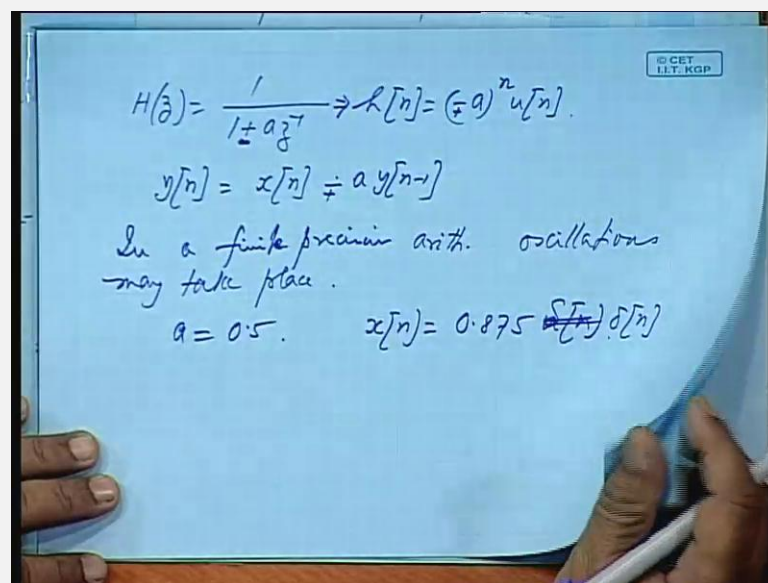 © CET
I.I.T. KGP
H(z) = 1 / (1 ± az⁻¹) ⇒ h[n] = (∓a)ⁿ u[n].
y[n] = x[n] ∓ a y[n-1]
In a finite precision arith. oscillations
may take place.
a = 0.5. x[n] = 0.875 δ[n]